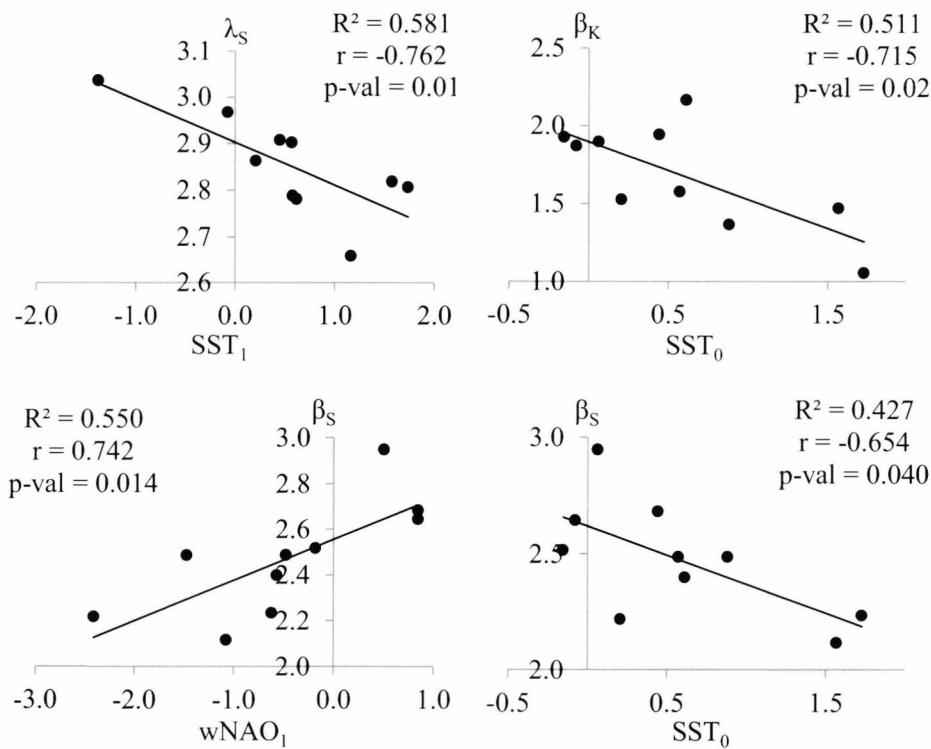 λS
R² = 0.581
r = -0.762
p-val = 0.01
3.1
3.0
2.9
2.8
2.7
2.6
-2.0 -1.0 0.0 1.0 2.0
SST1
βK
R² = 0.511
r = -0.715
p-val = 0.02
2.5
2.0
1.5
1.0
-0.5 0.5 1.5
SST0
R² = 0.550
r = 0.742
p-val = 0.014
βS
3.0
2.8
2.6
2.4
2.2
2.0
-3.0 -2.0 -1.0 0.0 1.0
wNAO1
βS
R² = 0.427
r = -0.654
p-val = 0.040
3.0
2.5
2.0
-0.5 0.5 1.5
SST0